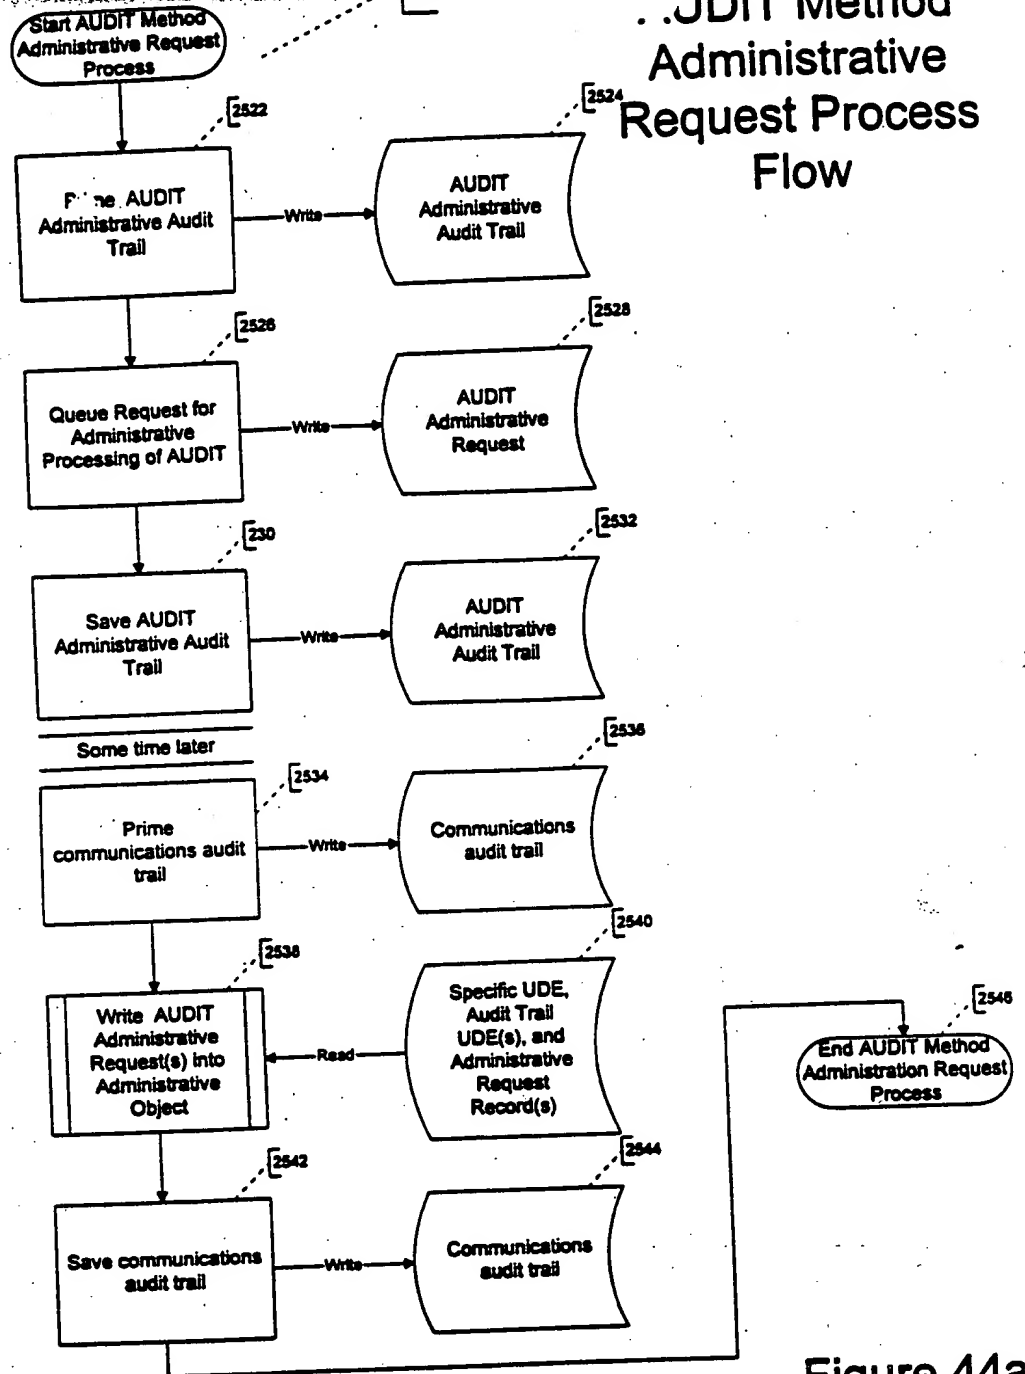 Start AUDIT Method
Administrative Request
Process
Method
Administrative
Request Process
Flow
2522
2524
AUDIT
Administrative Audit
Trail
Write
AUDIT
Administrative
Audit Trail
2526
2528
Queue Request for
Administrative
Processing of AUDIT
Write
AUDIT
Administrative
Request
230
2532
Save AUDIT
Administrative Audit
Trail
Write
AUDIT
Administrative
Audit Trail
Some time later
2534
2536
Prime
communications audit
trail
Write
Communications
audit trail
2538
2540
Write AUDIT
Administrative
Request(s) into
Administrative
Object
Read
Specific UDE,
Audit Trail
UDE(s), and
Administrative
Request
Record(s)
2546
End AUDIT Method
Administration Request
Process
2542
2544
Save communications
audit trail
Write
Communications
audit trail
Figure 44a